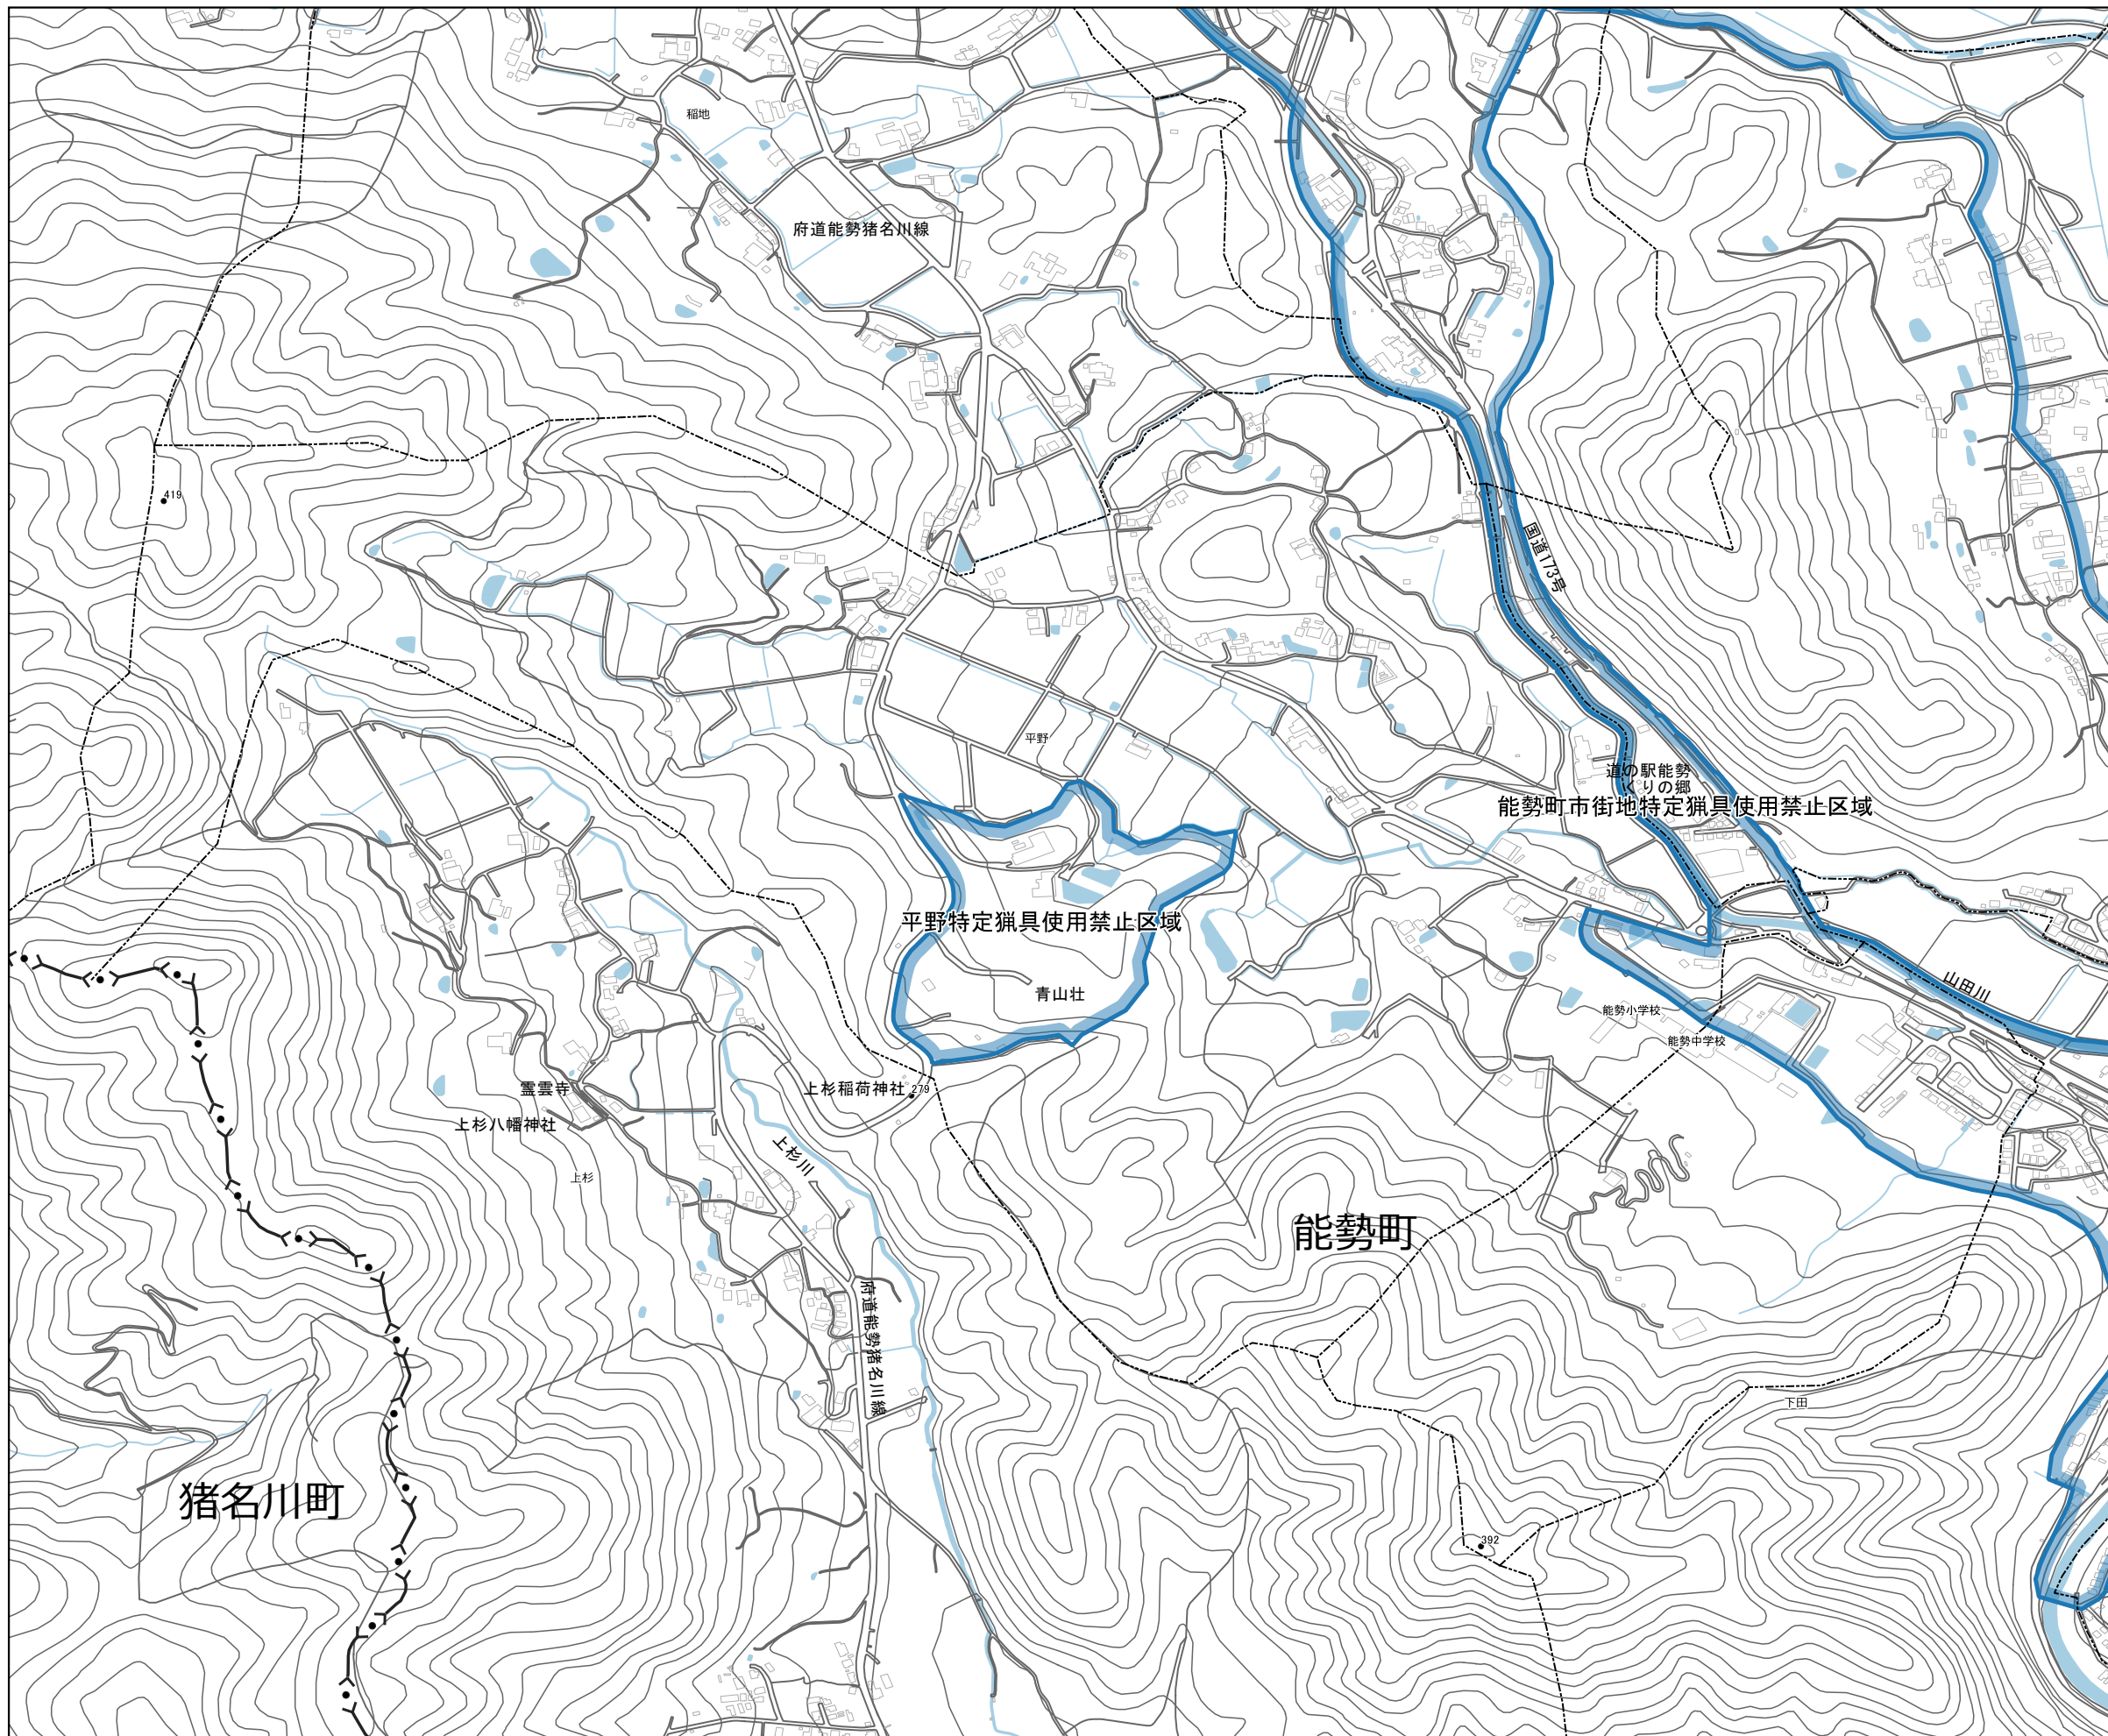 稲地
府道能勢猪名川線
419
国道173号
平野
道の駅能勢
くりの郷
能勢町市街地特定猟具使用禁止区域
平野特定猟具使用禁止区域
青山荘
山田川
能勢小学校
能勢中学校
霊雲寺
上杉稲荷神社
279
上杉八幡神社
上杉川
上杉
能勢町
府道能勢猪名川線
下田
猪名川町
392